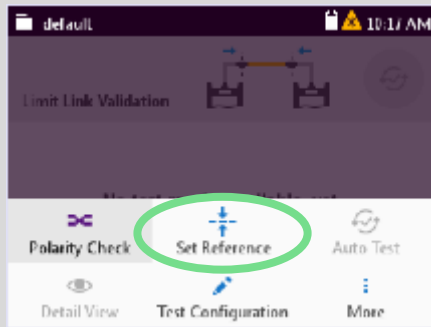 default 10:17 AM
Limit Link Validation
Polarity Check Set Reference Auto Test
Detail View Test Configuration More